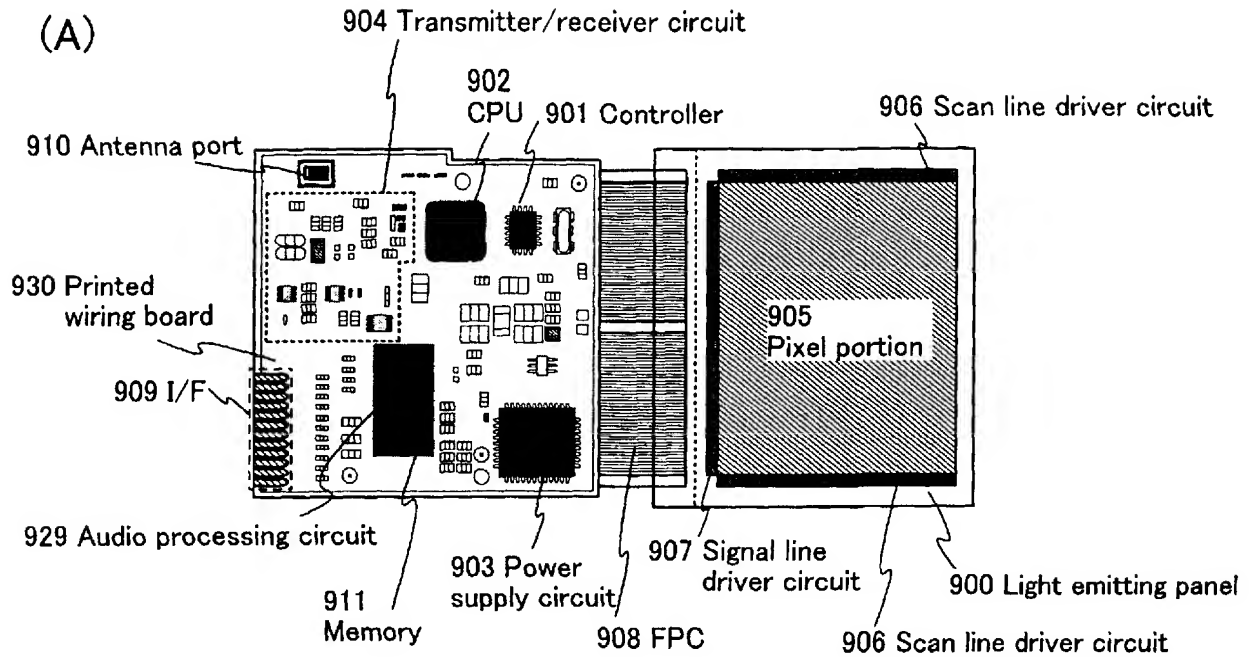 (A)
904 Transmitter/receiver circuit
902
CPU
901 Controller
906 Scan line driver circuit
910 Antenna port
930 Printed
wiring board
909 I/F
905
Pixel portion
929 Audio processing circuit
911
Memory
903 Power
supply circuit
908 FPC
907 Signal line
driver circuit
900 Light emitting panel
906 Scan line driver circuit